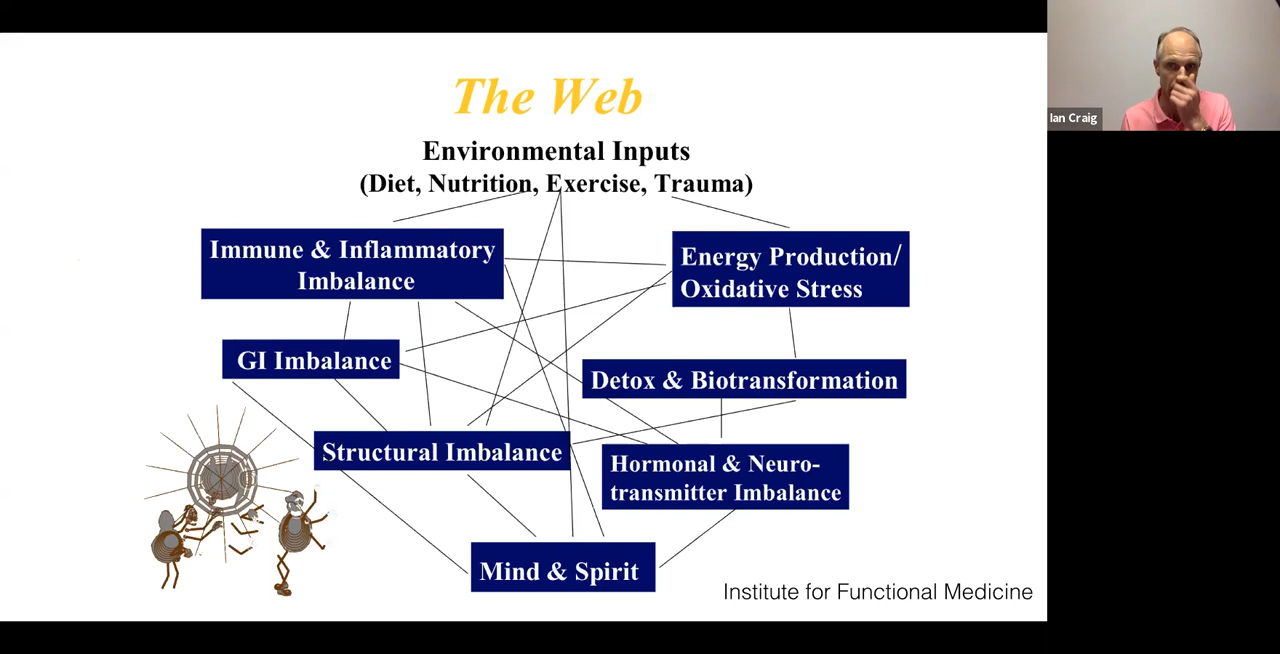 The Web
Environmental Inputs
(Diet, Nutrition, Exercise, Trauma)
Immune & Inflammatory
Imbalance
Energy Production/
Oxidative Stress
GI Imbalance
Detox & Biotransformation
Structural Imbalance
Hormonal & Neuro-
transmitter Imbalance
Mind & Spirit
Institute for Functional Medicine
Ian Craig